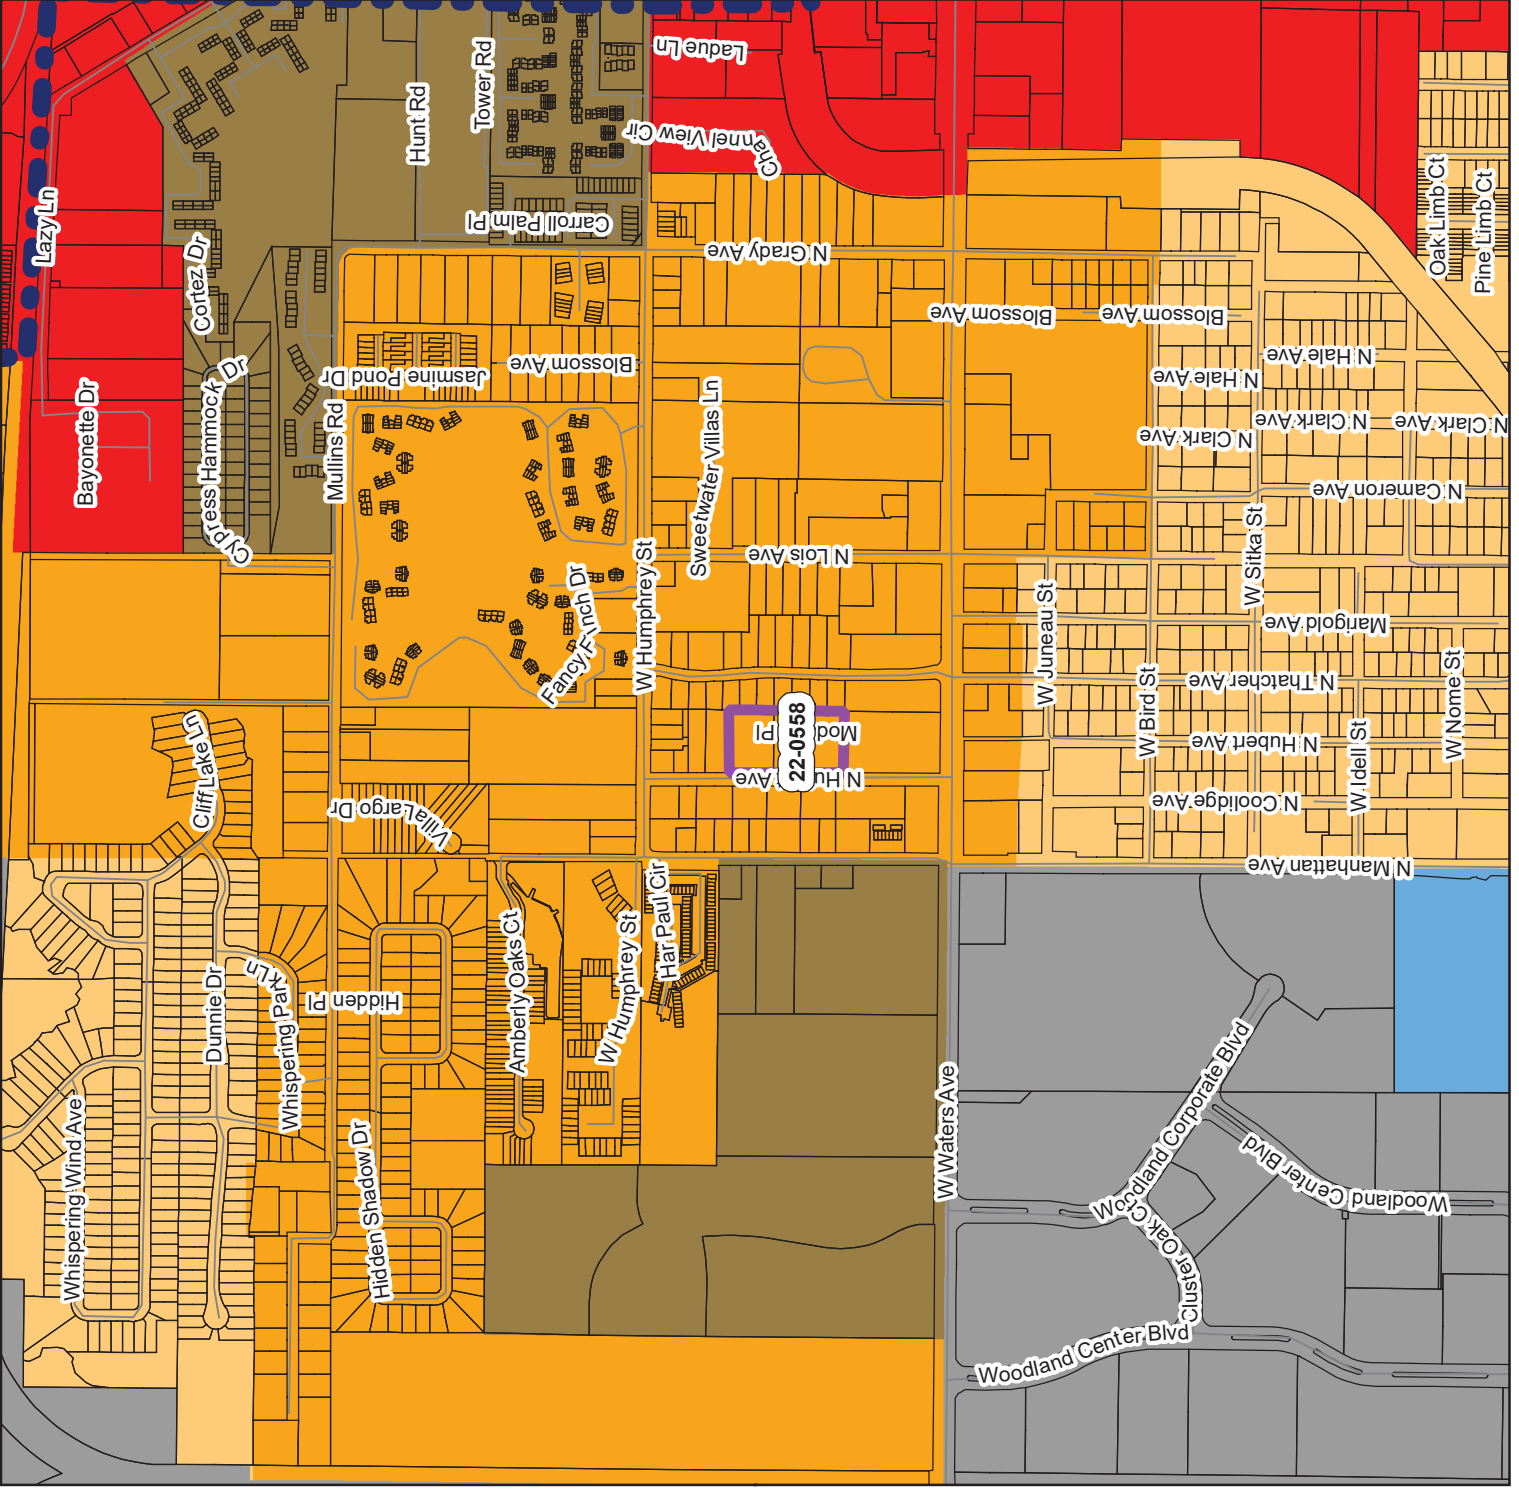 Ladue Ln
Tower Rd
Hunt Rd
Channel View Cir
Oak Limb Ct
Pine Limb Ct
Lazy Ln
Carroll Palm Pl
N Grady Ave
Cortez Dr
Blossom Ave
Blossom Ave
Blossom Ave
N Hale Ave
N Hale Ave
Jasmine Pond Dr
Cypress Hammock Dr
Bayonette Dr
Mullins Rd
Sweetwater Villas Ln
N Clark Ave
N Clark Ave
N Clark Ave
N Cameron Ave
W Sitka St
N Lois Ave
W Humphrey St
Fancy Finch Dr
W Juneau St
Marigold Ave
W Bird St
N Thatcher Ave
W Nome St
22-0558
Mod Pl
N Hu Ave
N Hubert Ave
W Idell St
Cliff Lake Ln
Villa Largo Dr
N Coolidge Ave
N Manhattan Ave
Har Paul Cir
Amberly Oaks Ct
W Humphrey St
Dunnie Dr
Whispering Park Ln
Hidden Pl
Whispering Wind Ave
Hidden Shadow Dr
W Waters Ave
Woodland Corporate Blvd
Woodland Center Blvd
Cluster Oak Ct
Woodland Center Blvd